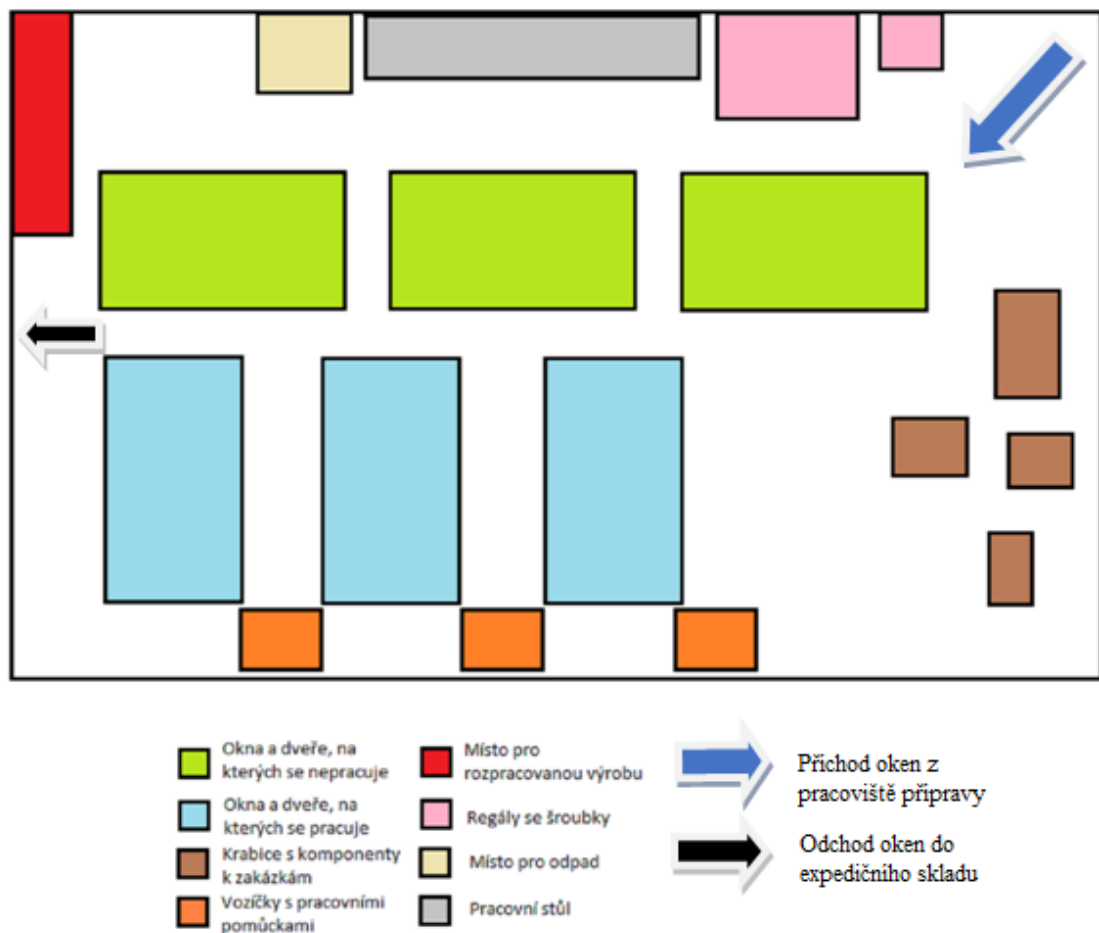 Okna a dveře, na
kterých se nepracuje
Okna a dveře, na
kterých se pracuje
Krabice s komponenty
k zakázkám
Vozíčky s pracovními
pomůckami
Místo pro
rozpracovanou výrobu
Regály se šroubky
Místo pro odpad
Pracovní stůl
Příchod oken z
pracoviště přípravy
Odchod oken do
expedičního skladu